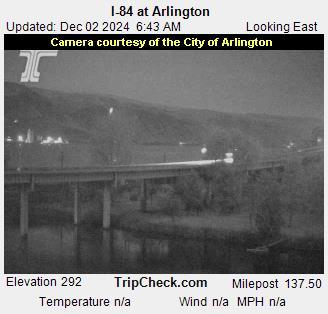 I-84 at Arlington
Updated: Dec 02 2024 6:43 AM Looking East
Camera courtesy of the City of Arlington
Elevation 292 TripCheck.com Milepost 137.50
Temperature n/a Wind n/a MPH n/a